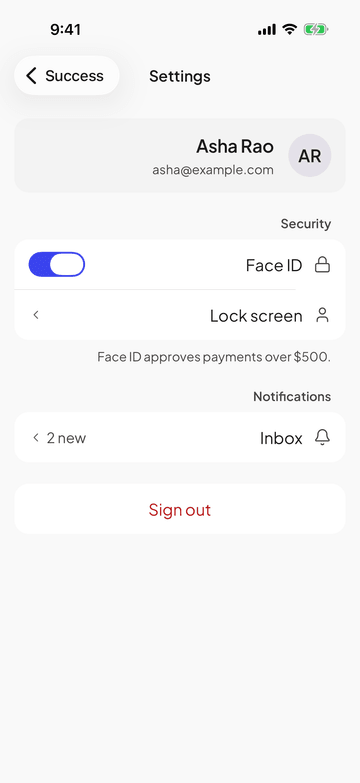 9:41
Success
Settings
Asha Rao
asha@example.com
AR
Security
Face ID
Lock screen
Face ID approves payments over $500.
Notifications
Inbox
2 new
Sign out